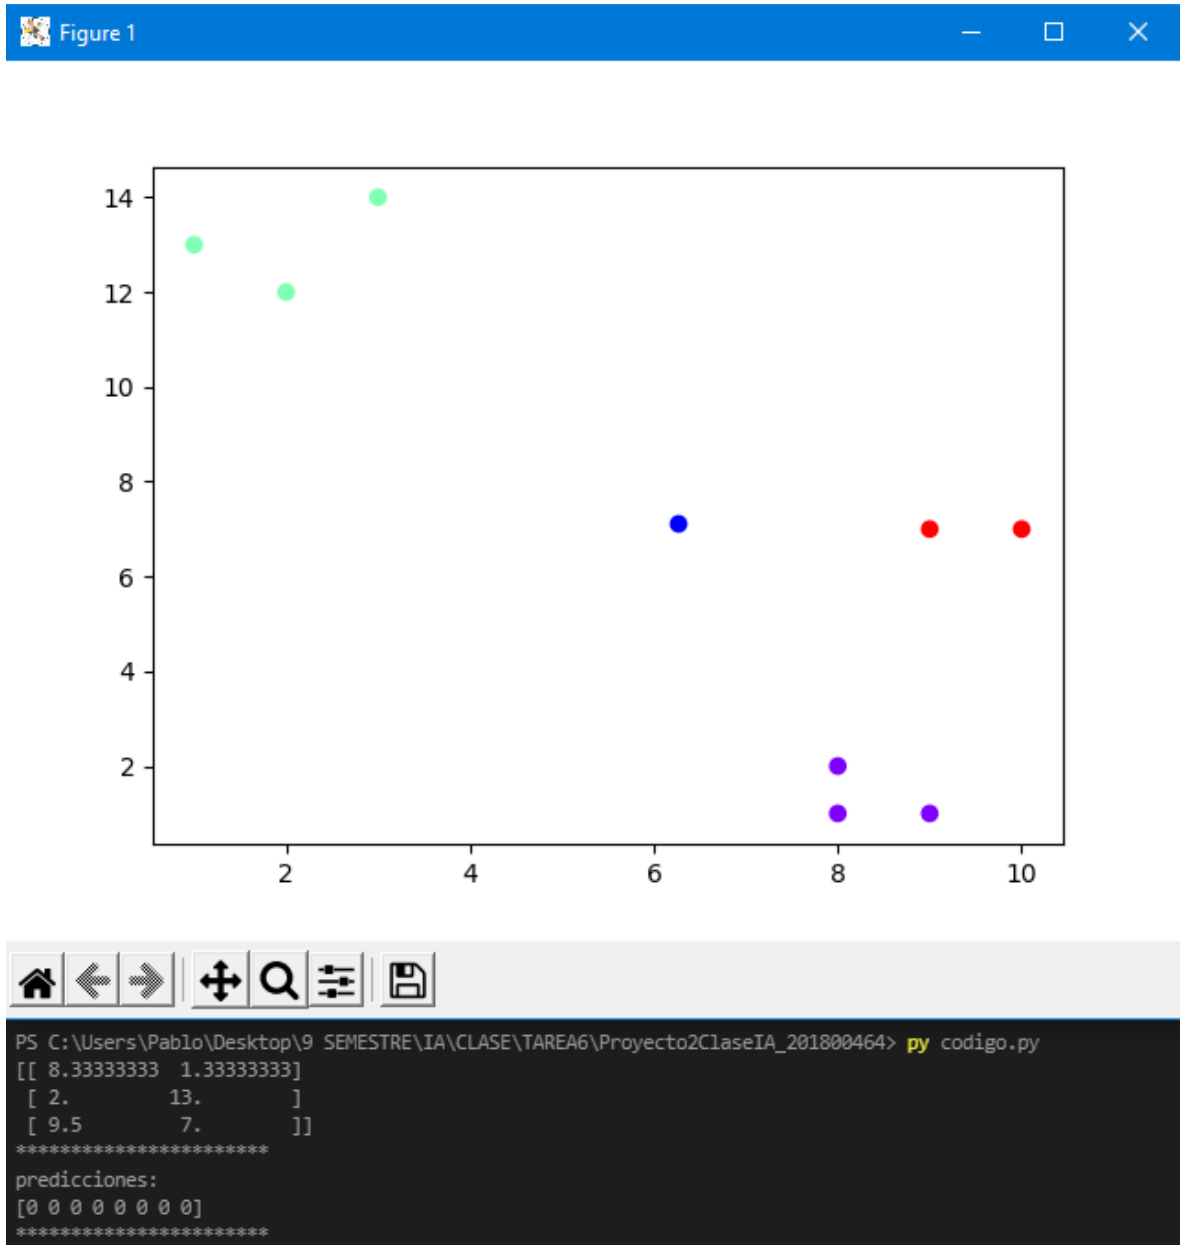 Figure 1
14
12
10
8
6
4
2
2 4 6 8 10
PS C:\Users\Pablo\Desktop\9 SEMESTRE\IA\CLASE\TAREA6\Proyecto2ClaseIA_201800464> py codigo.py
[[ 8.33333333  1.33333333]
 [ 2.         13.        ]
 [ 9.5         7.        ]]
***********************
predicciones:
[0 0 0 0 0 0 0 0]
***********************